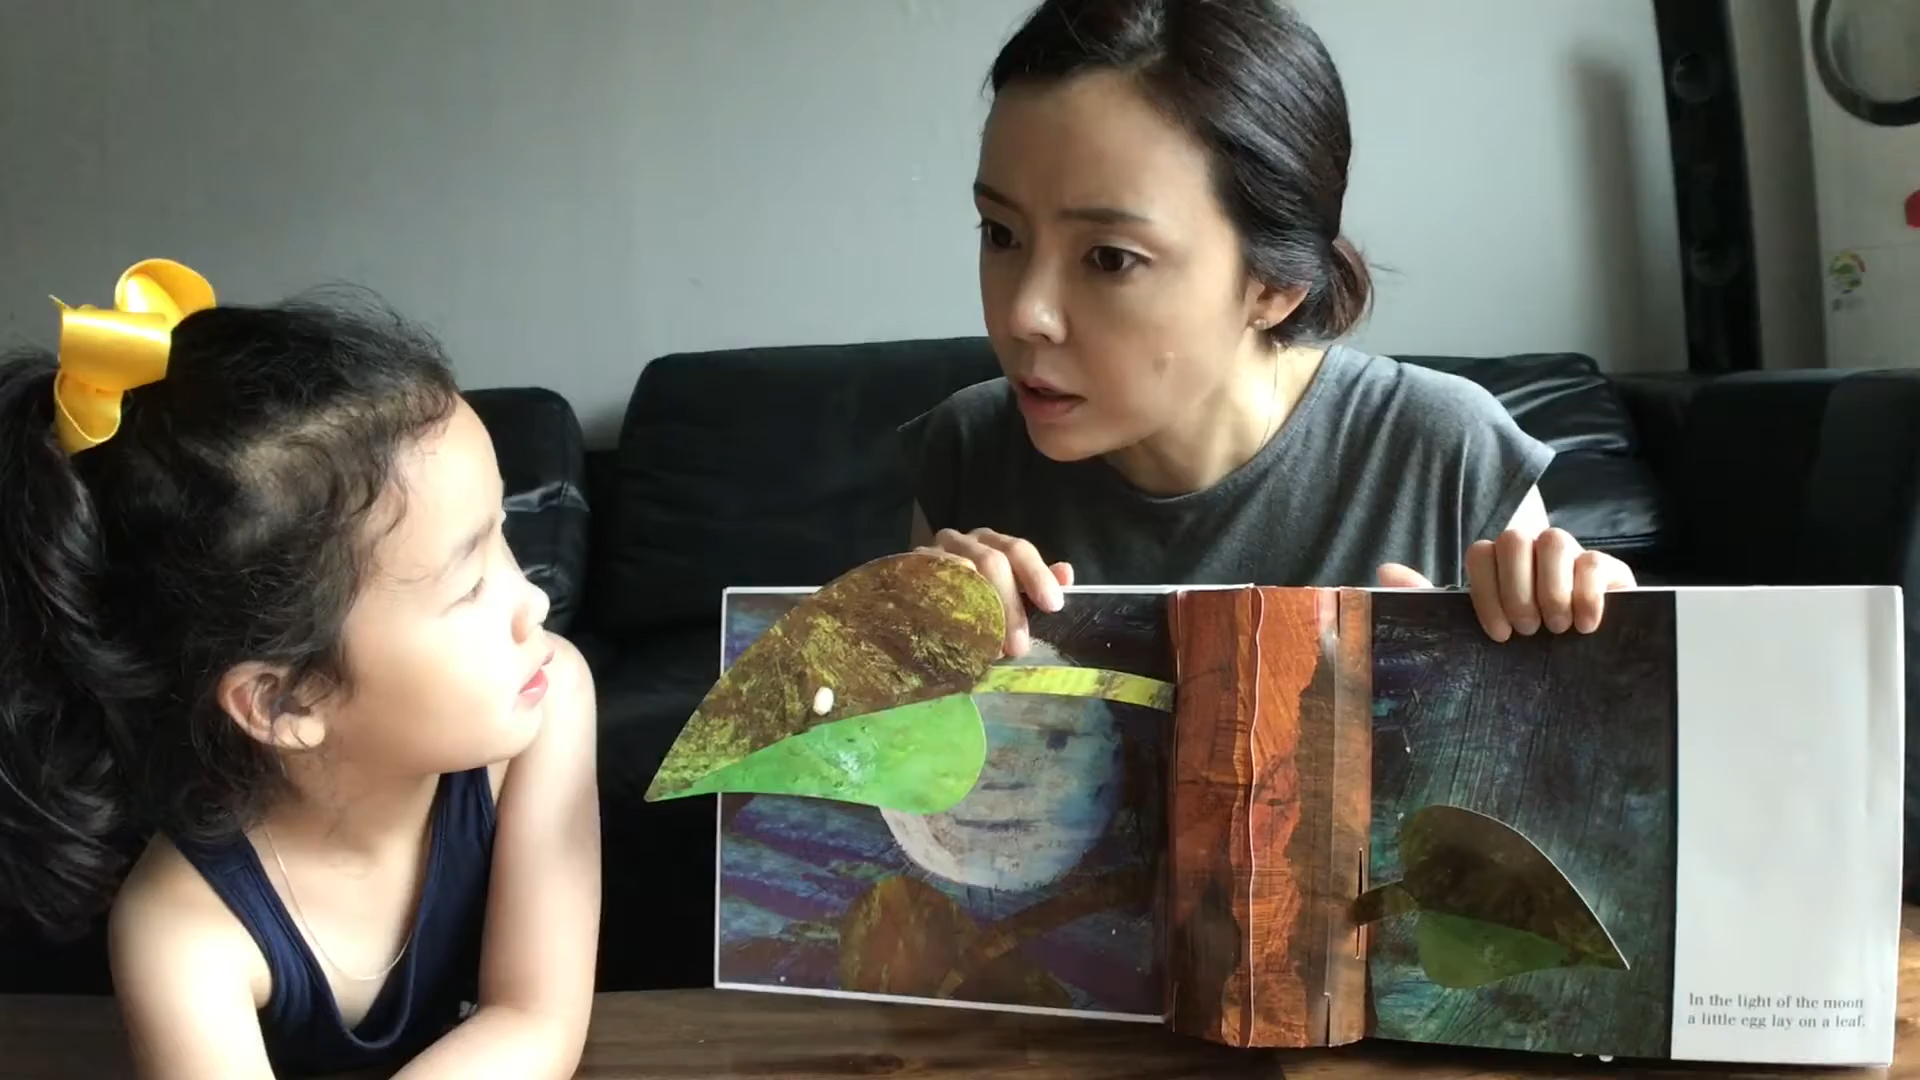 In the light of the moon
a little egg lay on a leaf.